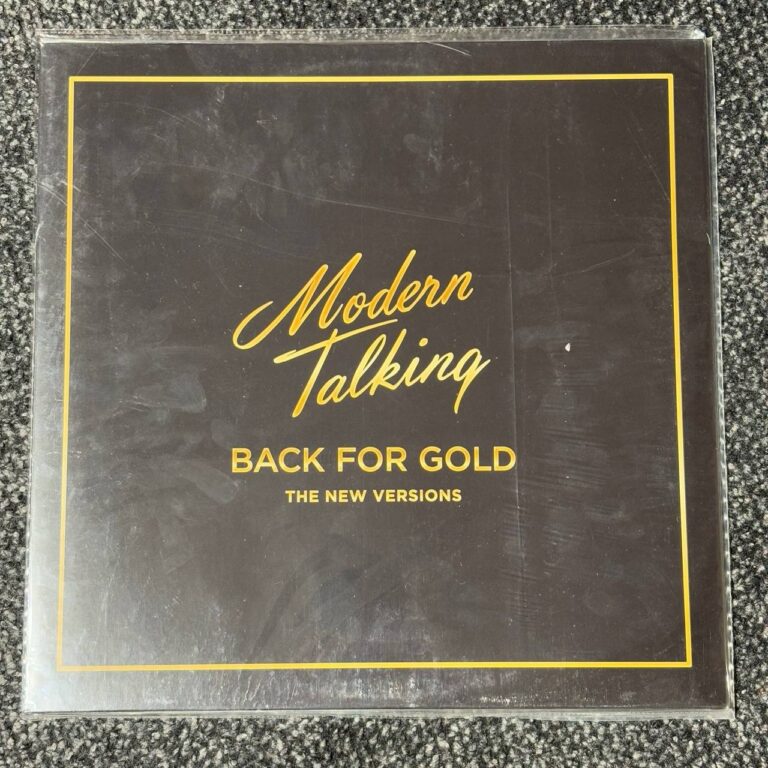 Modern
Talking
BACK FOR GOLD
THE NEW VERSIONS